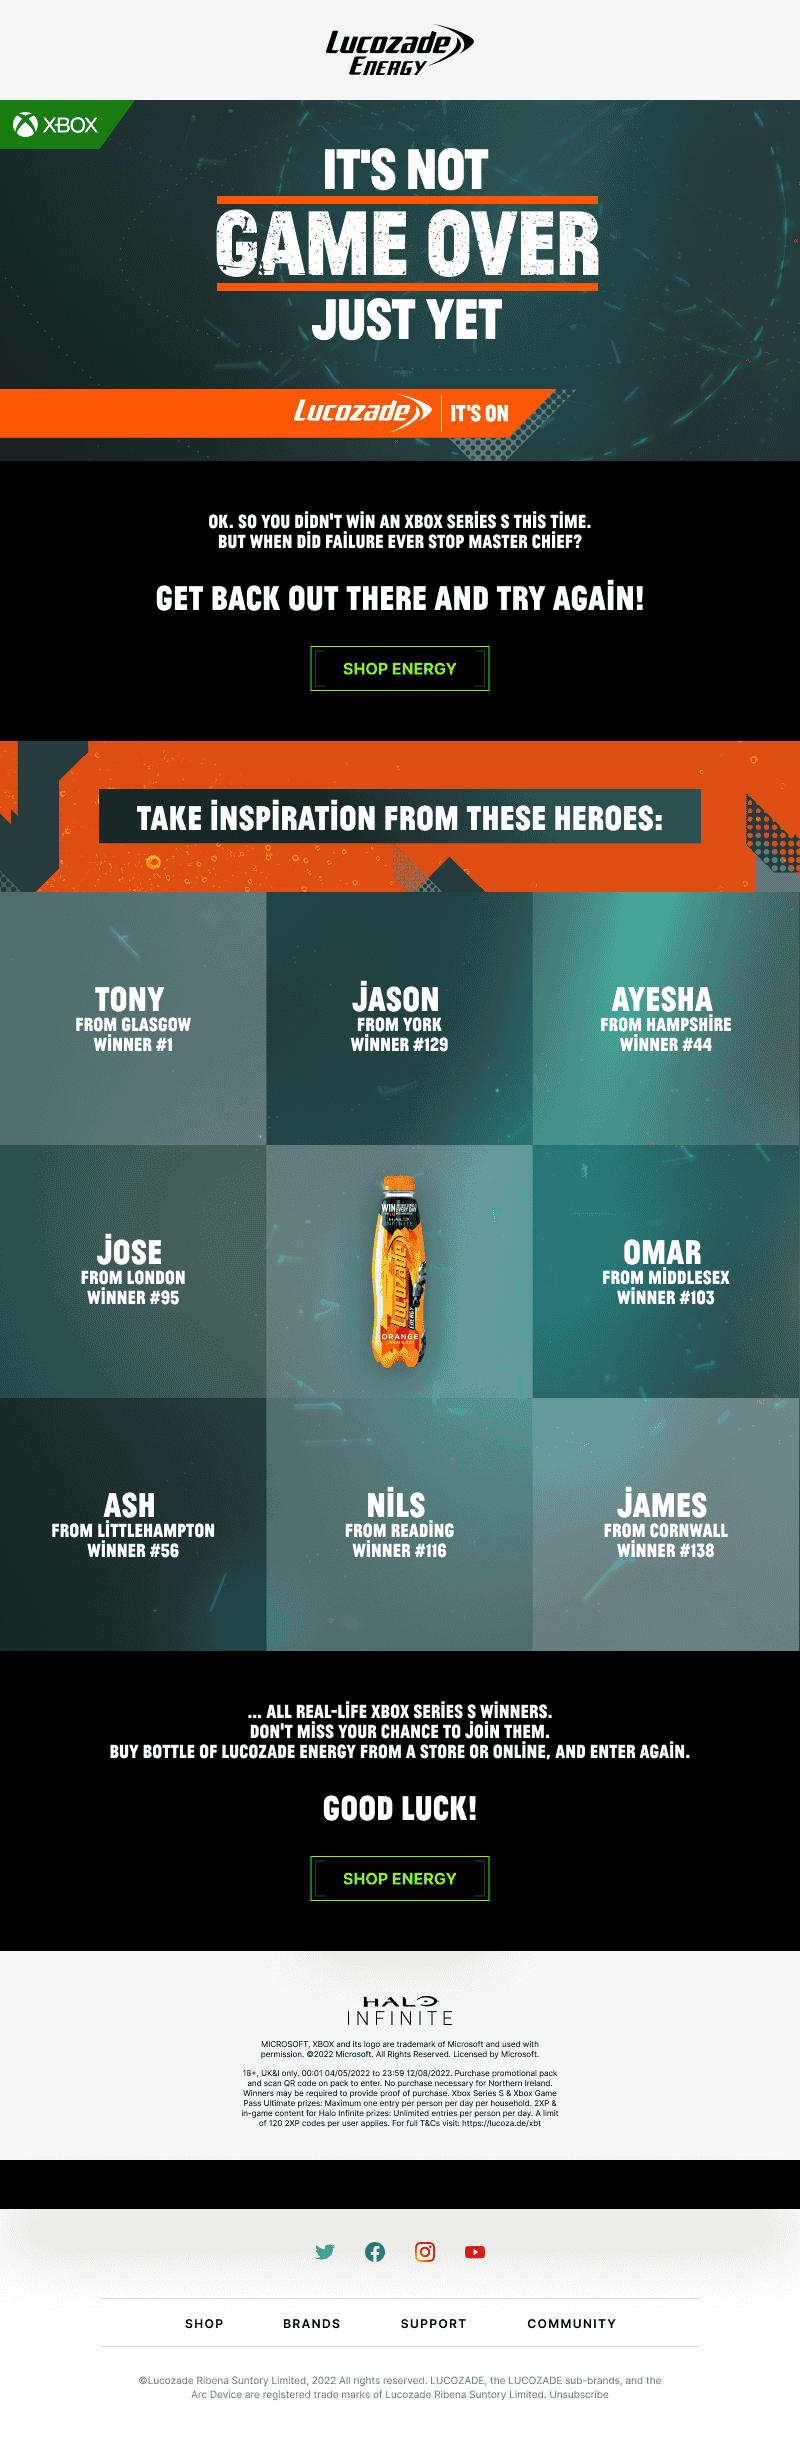 Lucozade
ENERGY
XBOX
IT'S NOT
GAME OVER
JUST YET
Lucozade IT'S ON
OK. SO YOU DIDN'T WIN AN XBOX SERIES S THIS TIME.
BUT WHEN DID FAILURE EVER STOP MASTER CHIEF?
GET BACK OUT THERE AND TRY AGAIN!
SHOP ENERGY
TAKE INSPIRATION FROM THESE HEROES:
TONY
FROM GLASGOW
WINNER #1
JASON
FROM YORK
WINNER #129
AYESHA
FROM HAMPSHIRE
WINNER #44
JOSE
FROM LONDON
WINNER #95
WIN
EVERY DAY
HALO
INFINITE
Lucozade
ENERGY
ORANGE
OMAR
FROM MIDDLESEX
WINNER #103
ASH
FROM LITTLEHAMPTON
WINNER #56
NILS
FROM READING
WINNER #116
JAMES
FROM CORNWALL
WINNER #138
... ALL REAL-LIFE XBOX SERIES S WINNERS.
DON'T MISS YOUR CHANCE TO JOIN THEM.
BUY BOTTLE OF LUCOZADE ENERGY FROM A STORE OR ONLINE, AND ENTER AGAIN.
GOOD LUCK!
SHOP ENERGY
HALO
INFINITE
MICROSOFT, XBOX and its logo are trademark of Microsoft and used with
permission. ©2022 Microsoft. All Rights Reserved. Licensed by Microsoft.
18+, UK&I only. 00:01 04/05/2022 to 23:59 12/08/2022. Purchase promotional pack
and scan QR code on pack to enter. No purchase necessary for Northern Ireland.
Winners may be required to provide proof of purchase. Xbox Series S & Xbox Game
Pass Ultimate prizes: Maximum one entry per person per day per household. 2XP &
in-game content for Halo Infinite prizes: Unlimited entries per person per day. A limit
of 120 2XP codes per user applies. For full T&Cs visit: https://lucoza.de/xbt
SHOP BRANDS SUPPORT COMMUNITY
©Lucozade Ribena Suntory Limited, 2022 All rights reserved. LUCOZADE, the LUCOZADE sub-brands, and the
Arc Device are registered trade marks of Lucozade Ribena Suntory Limited. Unsubscribe